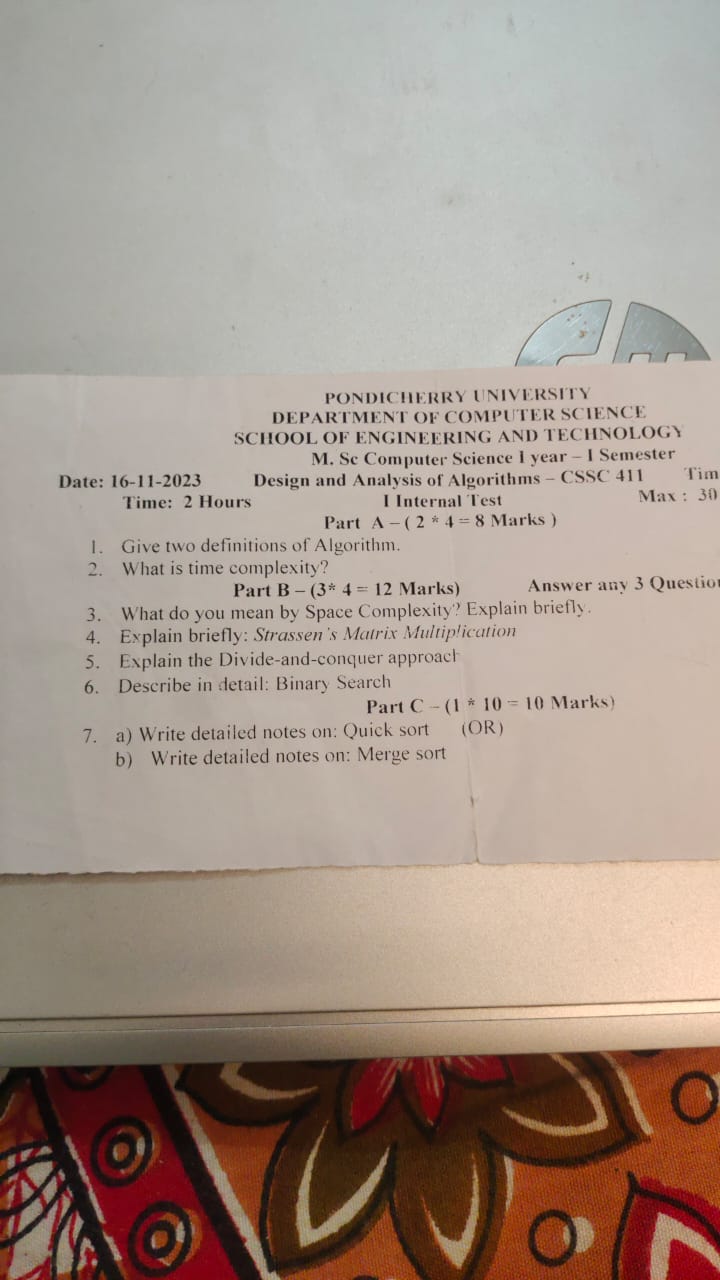 PONDICHERRY UNIVERSITY
DEPARTMENT OF COMPUTER SCIENCE
SCHOOL OF ENGINEERING AND TECHNOLOGY
M. Sc Computer Science I year – I Semester
Date: 16-11-2023 Design and Analysis of Algorithms – CSSC 411 Tim
Time: 2 Hours I Internal Test Max : 30
Part A – ( 2 * 4 = 8 Marks )
1. Give two definitions of Algorithm.
2. What is time complexity?
Part B – (3* 4 = 12 Marks) Answer any 3 Question
3. What do you mean by Space Complexity? Explain briefly.
4. Explain briefly: Strassen's Matrix Multiplication
5. Explain the Divide-and-conquer approach
6. Describe in detail: Binary Search
Part C – (1 * 10 = 10 Marks)
7. a) Write detailed notes on: Quick sort (OR)
b) Write detailed notes on: Merge sort